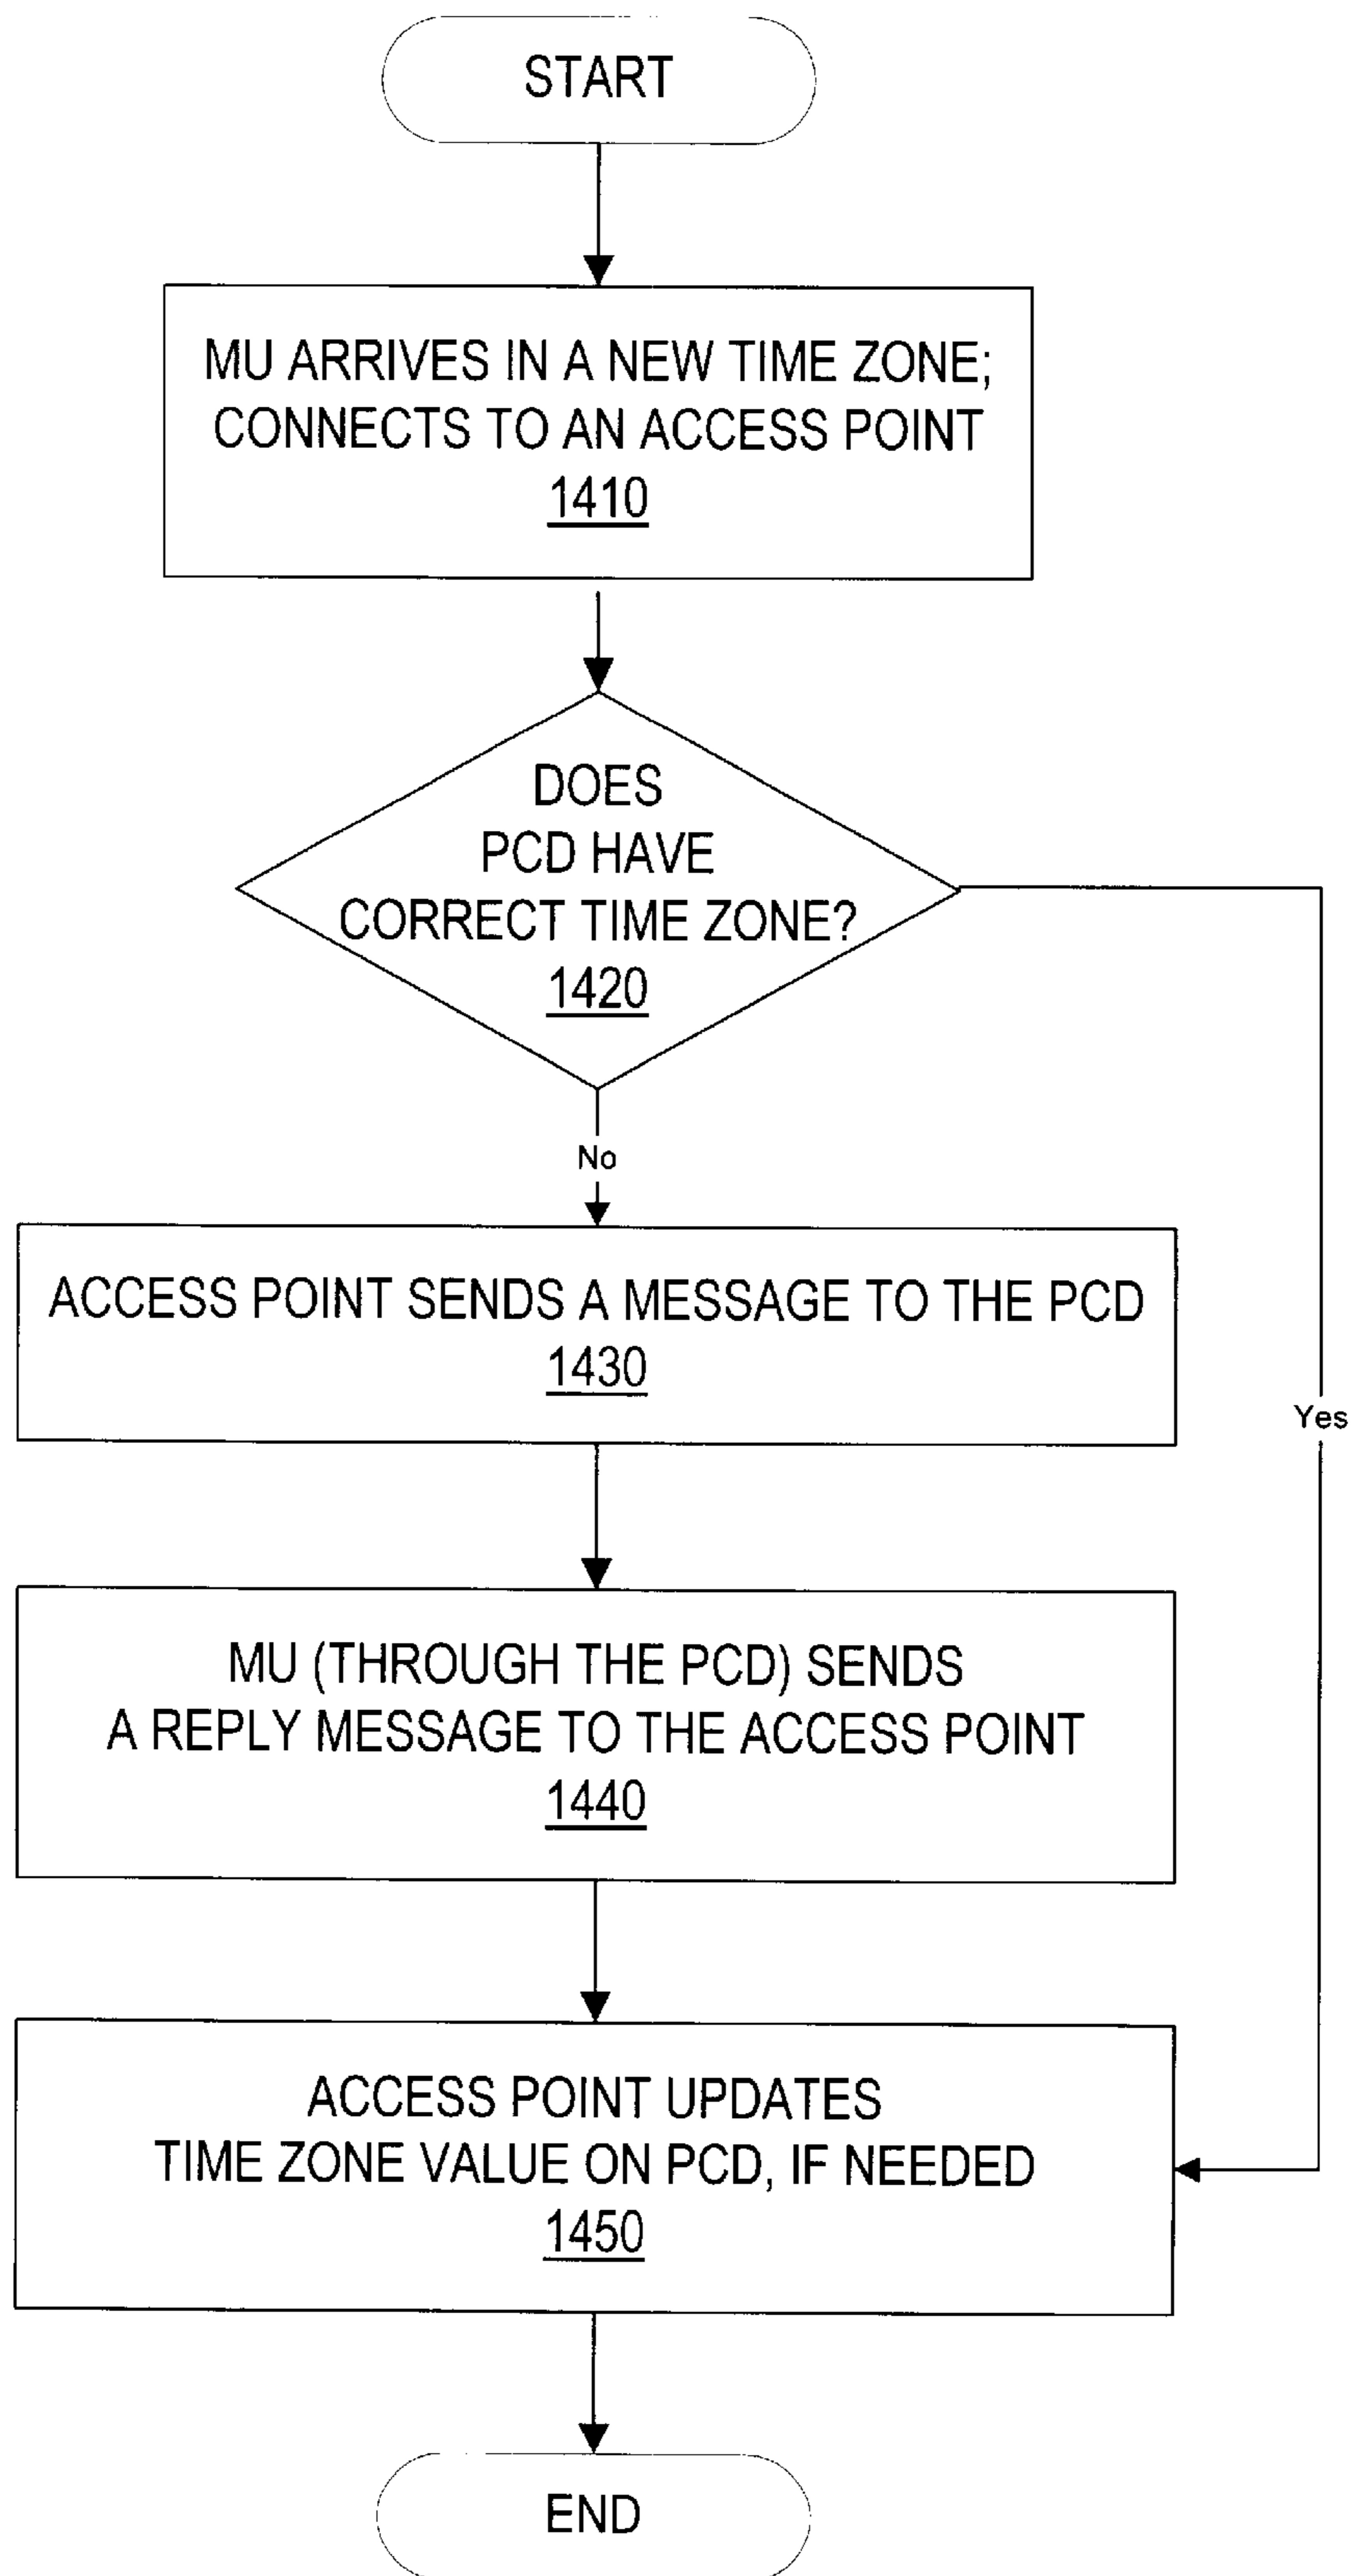 START
MU ARRIVES IN A NEW TIME ZONE;
CONNECTS TO AN ACCESS POINT
1410
DOES
PCD HAVE
CORRECT TIME ZONE?
1420
No
ACCESS POINT SENDS A MESSAGE TO THE PCD
1430
Yes
MU (THROUGH THE PCD) SENDS
A REPLY MESSAGE TO THE ACCESS POINT
1440
ACCESS POINT UPDATES
TIME ZONE VALUE ON PCD, IF NEEDED
1450
END